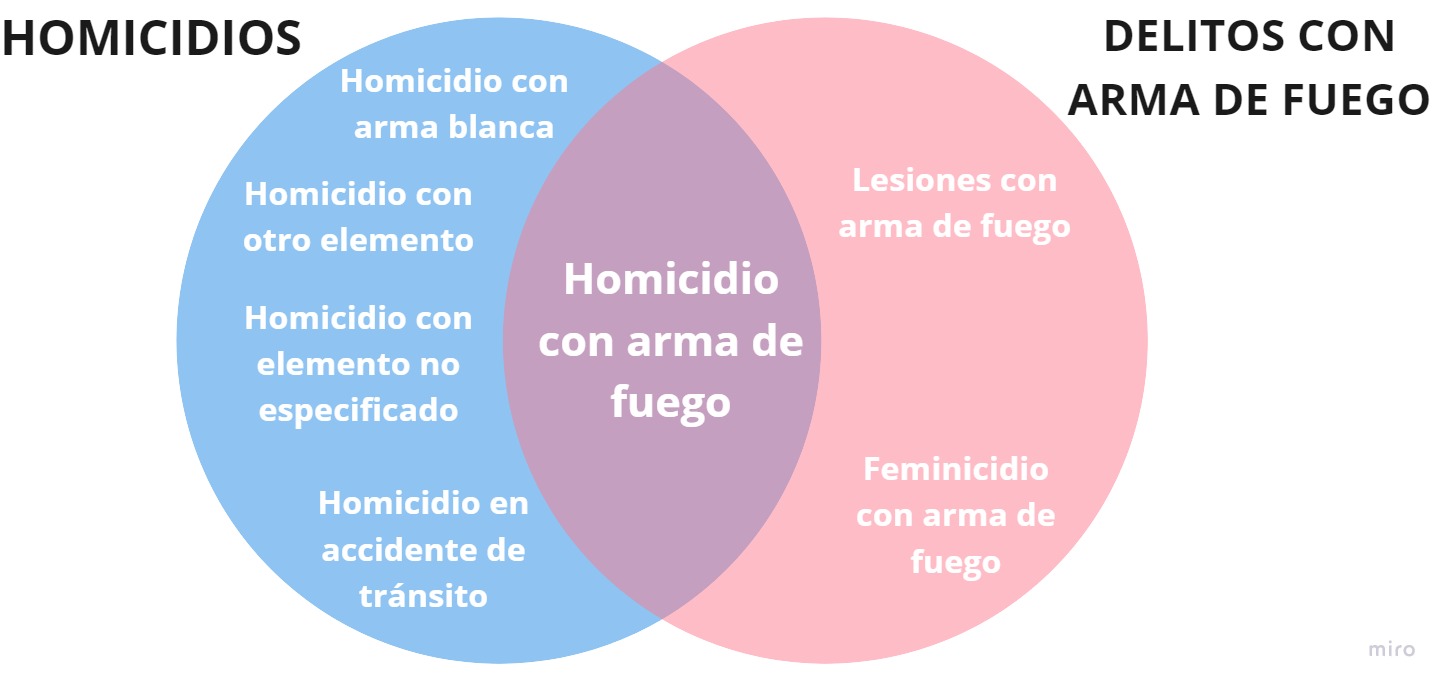 HOMICIDIOS
DELITOS CON
ARMA DE FUEGO
Homicidio con
arma blanca
Homicidio con
otro elemento
Homicidio con
elemento no
especificado
Homicidio en
accidente de
tránsito
Homicidio
con arma de
fuego
Lesiones con
arma de fuego
Feminicidio
con arma de
fuego
miro